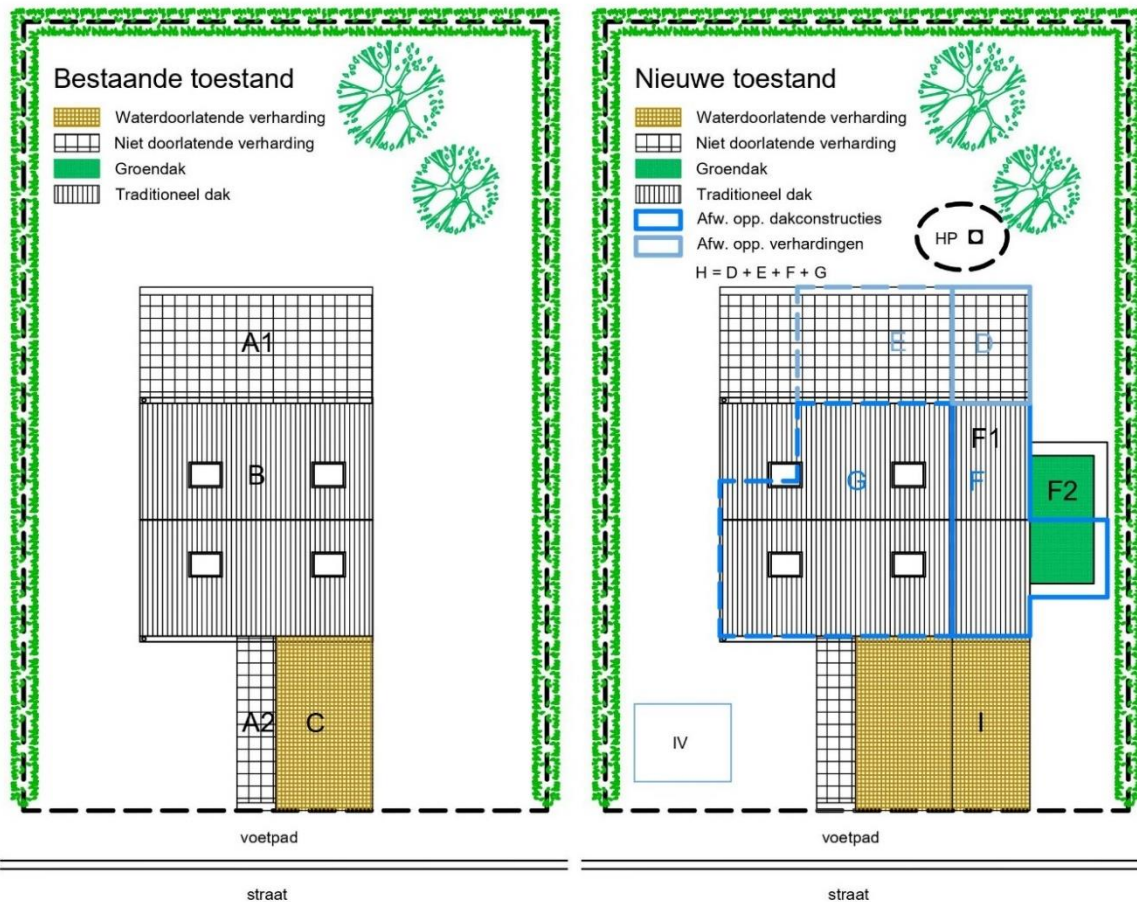 Bestaande toestand
Waterdoorlatende verharding
Niet doorlatende verharding
Groendak
Traditioneel dak
A1
B
A2
C
voetpad
straat
Nieuwe toestand
Waterdoorlatende verharding
Niet doorlatende verharding
Groendak
Traditioneel dak
Afw. opp. dakconstructies
Afw. opp. verhardingen
H = D + E + F + G
HP
E
D
F1
G
F
F2
I
IV
voetpad
straat